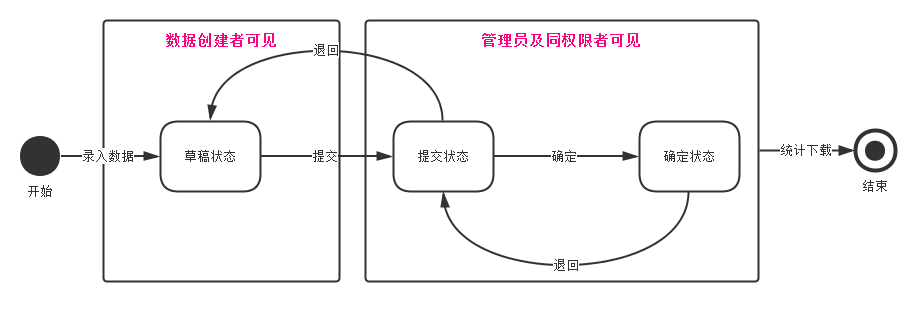 数据创建者可见
管理员及同权限者可见
退回
开始
录入数据
草稿状态
提交
提交状态
确定
确定状态
统计下载
结束
退回